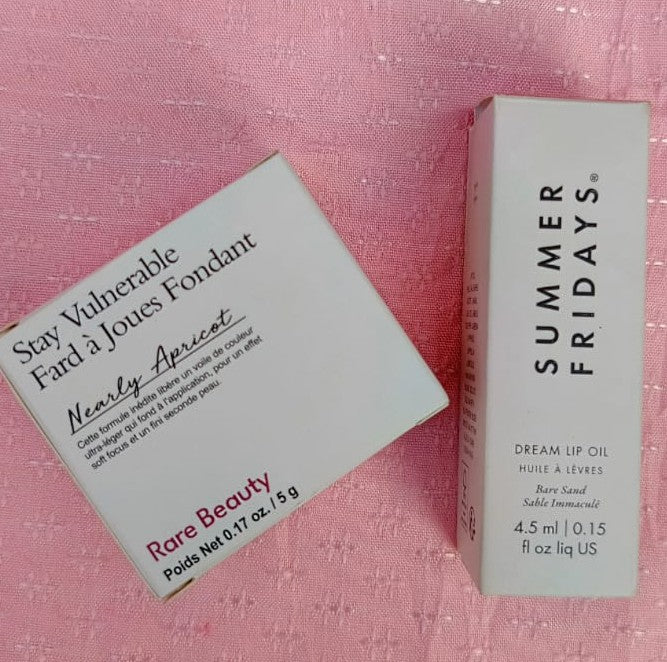 Stay Vulnerable
Fard à Joues Fondant
Nearly Apricot
Cette formule inédite libère un voile de couleur
ultra-léger qui fond à l'application, pour un effet
soft focus et un fini seconde peau.
Rare Beauty
Poids Net 0.17 oz. / 5 g
SUMMER
FRIDAYS®
DREAM LIP OIL
HUILE À LÈVRES
Bare Sand
Sable Immaculé
4.5 ml | 0.15
fl oz liq US